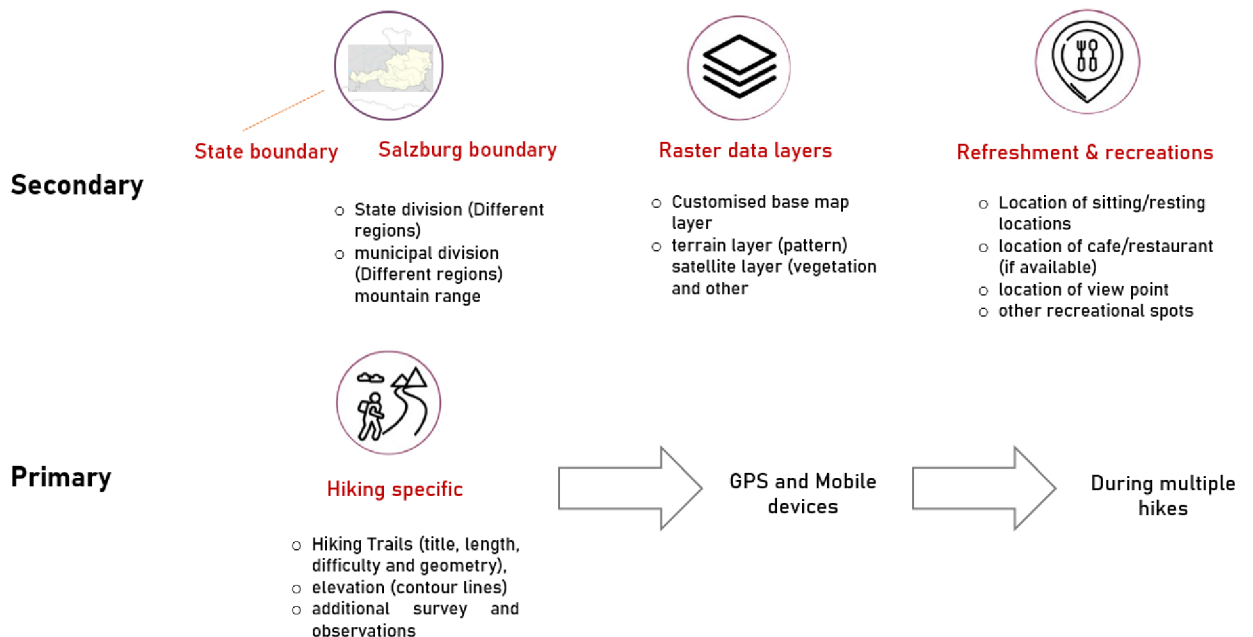 Secondary
State boundary
Salzburg boundary
○ State division (Different
regions)
○ municipal division
(Different regions)
mountain range
Raster data layers
○ Customised base map
layer
○ terrain layer (pattern)
satellite layer (vegetation
and other
Refreshment & recreations
○ Location of sitting/resting
locations
○ location of cafe/restaurant
(if available)
○ location of view point
○ other recreational spots
Primary
Hiking specific
○ Hiking Trails (title, length,
difficulty and geometry),
○ elevation (contour lines)
○ additional survey and
observations
GPS and Mobile
devices
During multiple
hikes